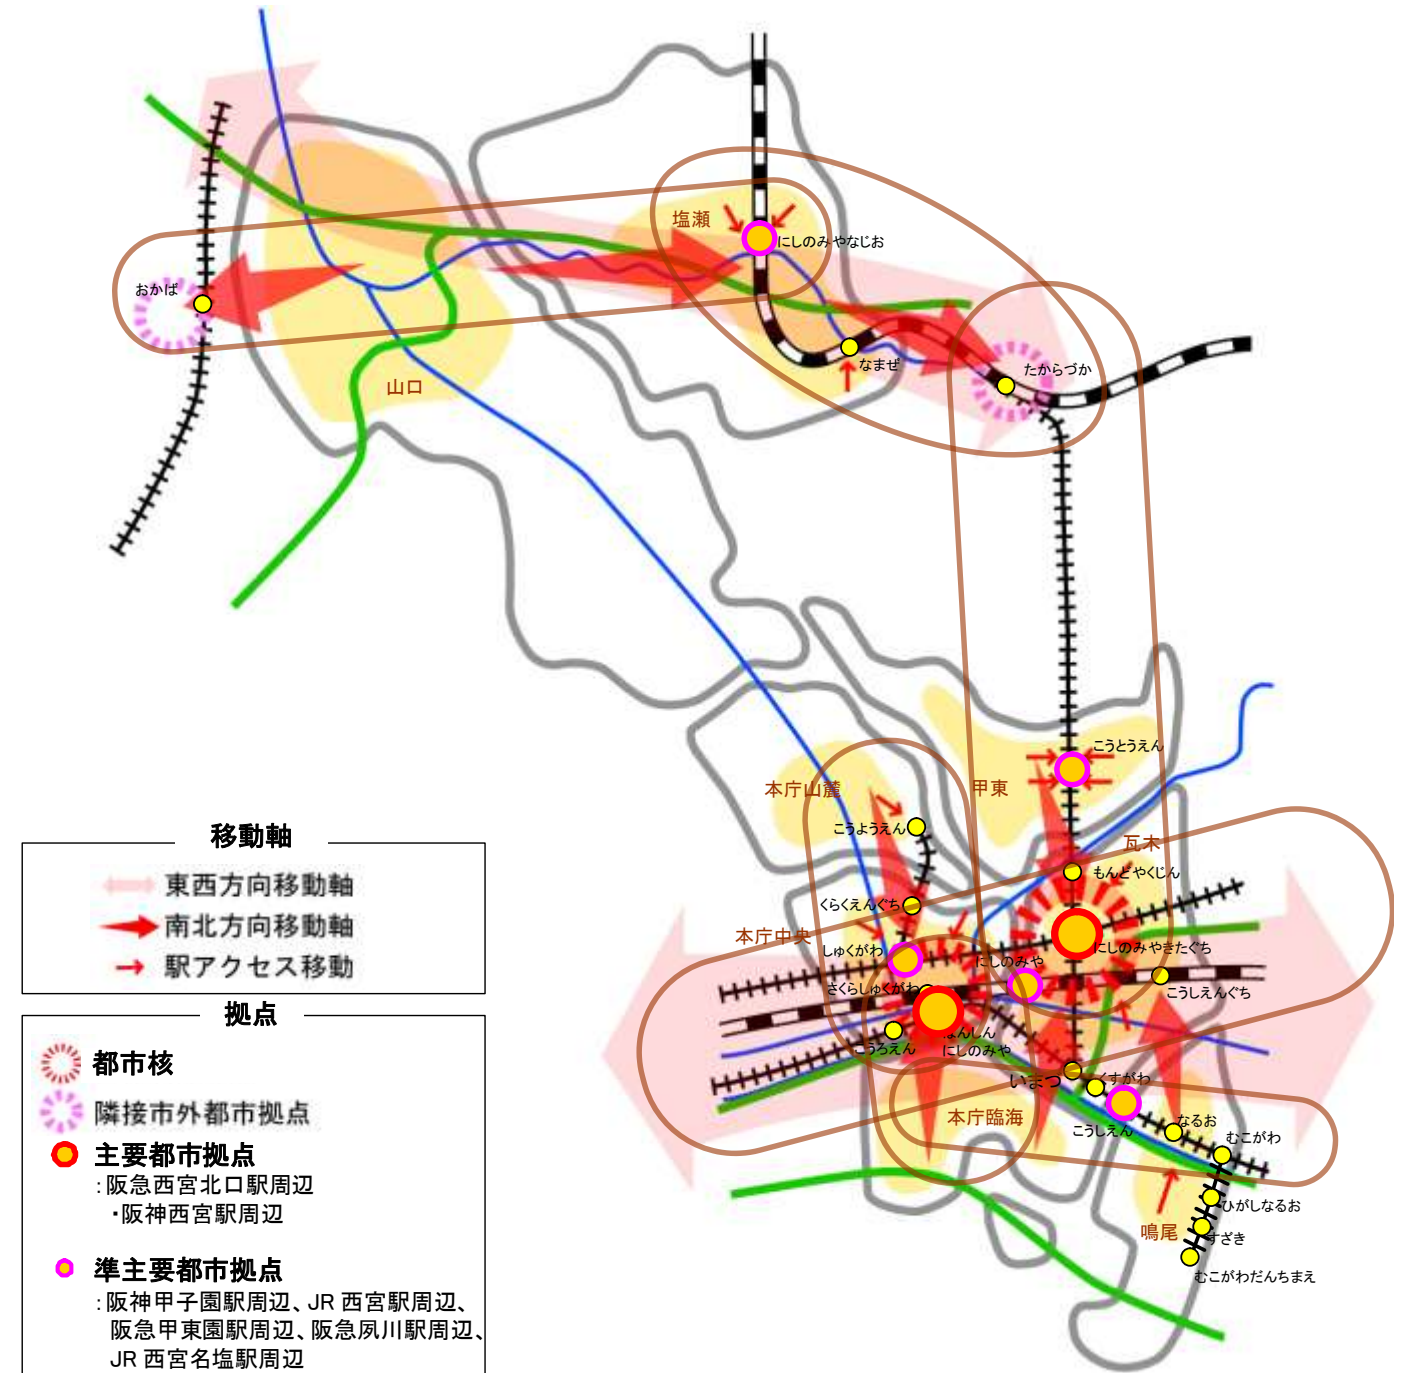 塩瀬
にしのみやなじお
おかば
なまぜ
たからづか
山口
こうとうえん
本庁山麓
甲東
こうようえん
瓦木
もんどやくじん
くらくえんぐち
本庁中央
しゅくがわ
にしのみや
にしのみやきたぐち
さくらしゅくがわ
こうしえんぐち
はんしん
にしのみや
こうろえん
いまつ
くすがわ
本庁臨海
こうしえん
なるお
むこがわ
ひがしなるお
鳴尾
すざき
むこがわだんちまえ
移動軸
東西方向移動軸
南北方向移動軸
駅アクセス移動
拠点
都市核
隣接市外都市拠点
主要都市拠点
：阪急西宮北口駅周辺
・阪神西宮駅周辺
準主要都市拠点
：阪神甲子園駅周辺、JR 西宮駅周辺、
阪急甲東園駅周辺、阪急夙川駅周辺、
JR 西宮名塩駅周辺